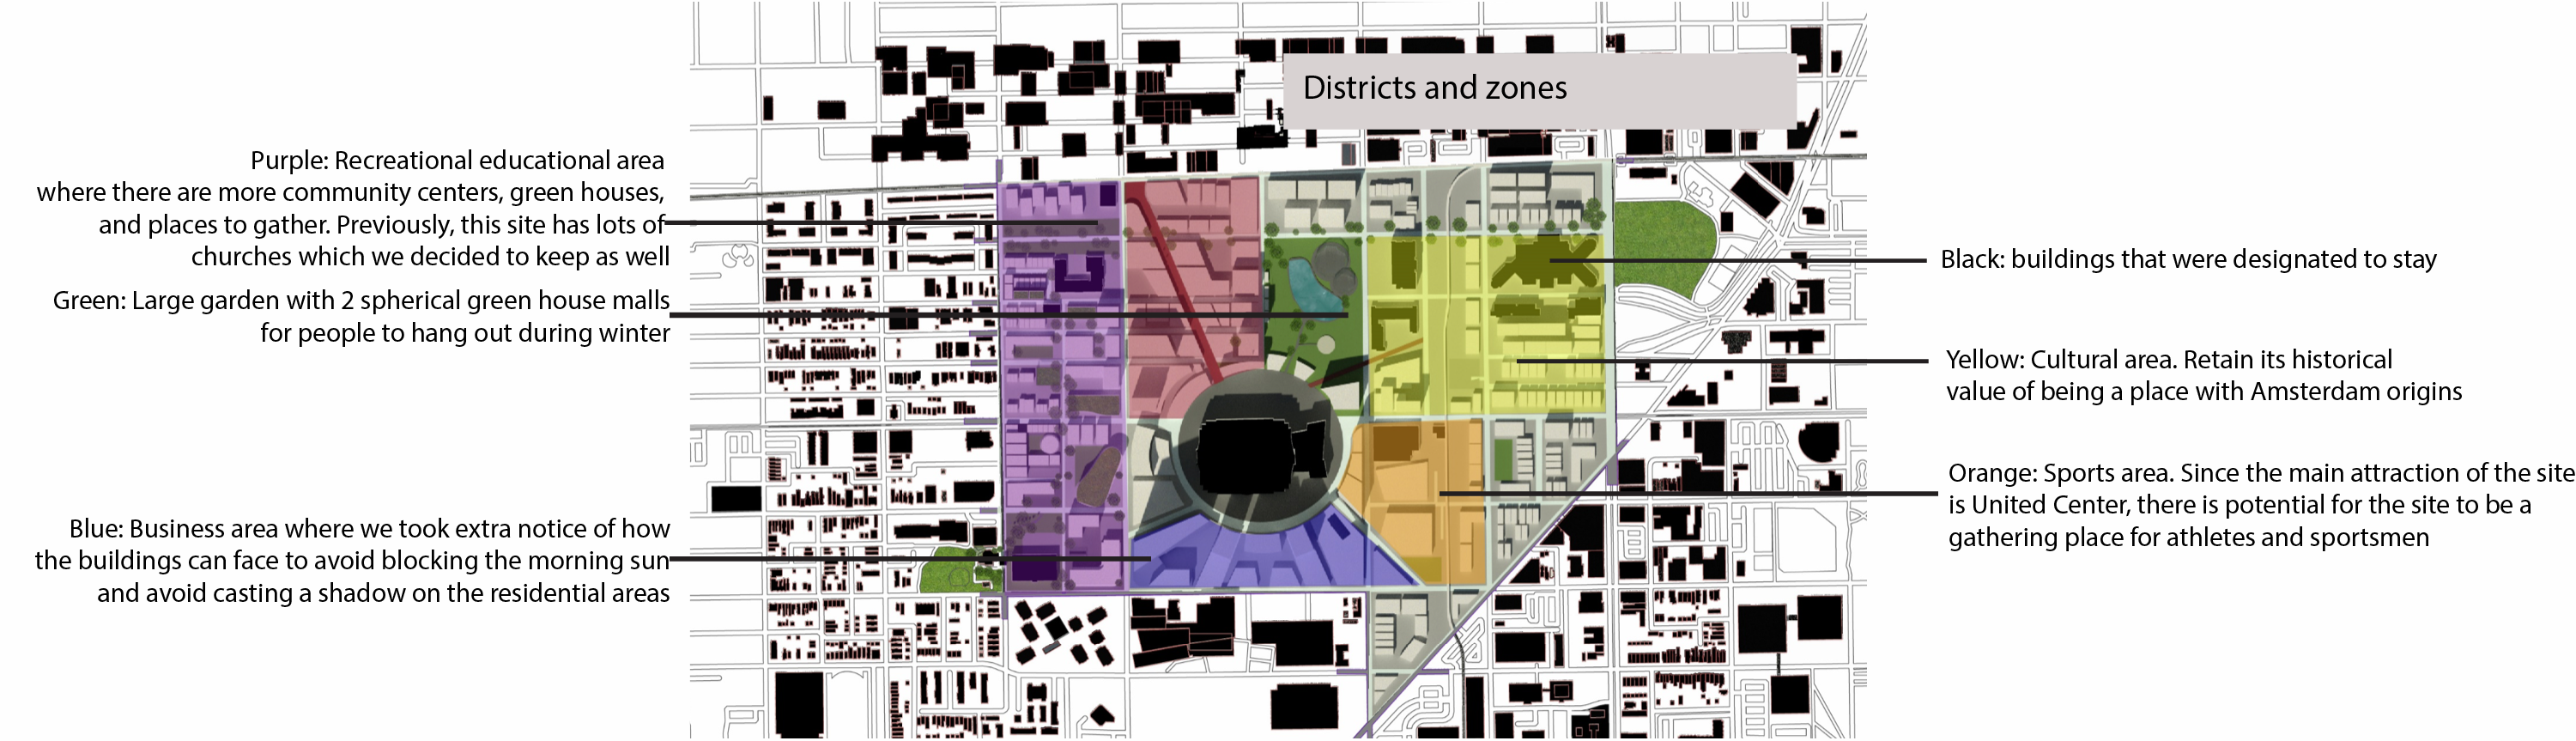 Districts and zones
Purple: Recreational educational area
where there are more community centers, green houses,
and places to gather. Previously, this site has lots of
churches which we decided to keep as well
Green: Large garden with 2 spherical green house malls
for people to hang out during winter
Blue: Business area where we took extra notice of how
the buildings can face to avoid blocking the morning sun
and avoid casting a shadow on the residential areas
Black: buildings that were designated to stay
Yellow: Cultural area. Retain its historical
value of being a place with Amsterdam origins
Orange: Sports area. Since the main attraction of the site
is United Center, there is potential for the site to be a
gathering place for athletes and sportsmen